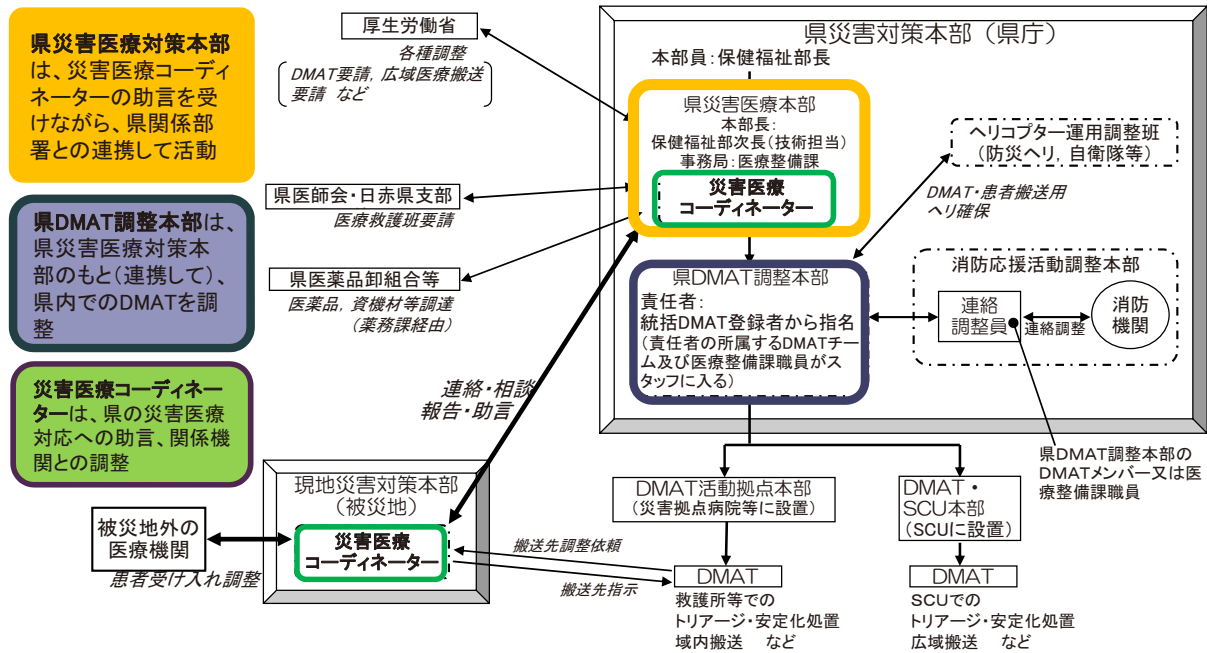 県災害医療対策本部
は、災害医療コーディ
ネーターの助言を受
けながら、県関係部
署との連携して活動
県DMAT調整本部は、
県災害医療対策本
部のもと(連携して)、
県内でのDMATを調
整
災害医療コーディネー
ターは、県の災害医療
対応への助言、関係機
関との調整
厚生労働省
各種調整
DMAT要請，広域医療搬送
要請 など
県医師会・日赤県支部
医療救護班要請
県医薬品卸組合等
医薬品，資機材等調達
(薬務課経由)
連絡・相談
報告・助言
県災害対策本部（県庁）
本部員：保健福祉部長
県災害医療本部
本部長：
保健福祉部次長(技術担当)
事務局：医療整備課
災害医療
コーディネーター
ヘリコプター運用調整班
(防災ヘリ，自衛隊等)
DMAT・患者搬送用
ヘリ確保
県DMAT調整本部
責任者：
統括DMAT登録者から指名
(責任者の所属するDMATチー
ム及び医療整備課職員がス
タッフに入る)
消防応援活動調整本部
連絡
調整員
連絡調整
消防
機関
県DMAT調整本部の
DMATメンバー又は医
療整備課職員
現地災害対策本部
（被災地）
災害医療
コーディネーター
被災地外の
医療機関
患者受け入れ調整
搬送先調整依頼
搬送先指示
DMAT活動拠点本部
(災害拠点病院等に設置)
DMAT
救護所等での
トリアージ・安定化処置
域内搬送 など
DMAT・
SCU本部
(SCUに設置)
DMAT
SCUでの
トリアージ・安定化処置
広域搬送 など